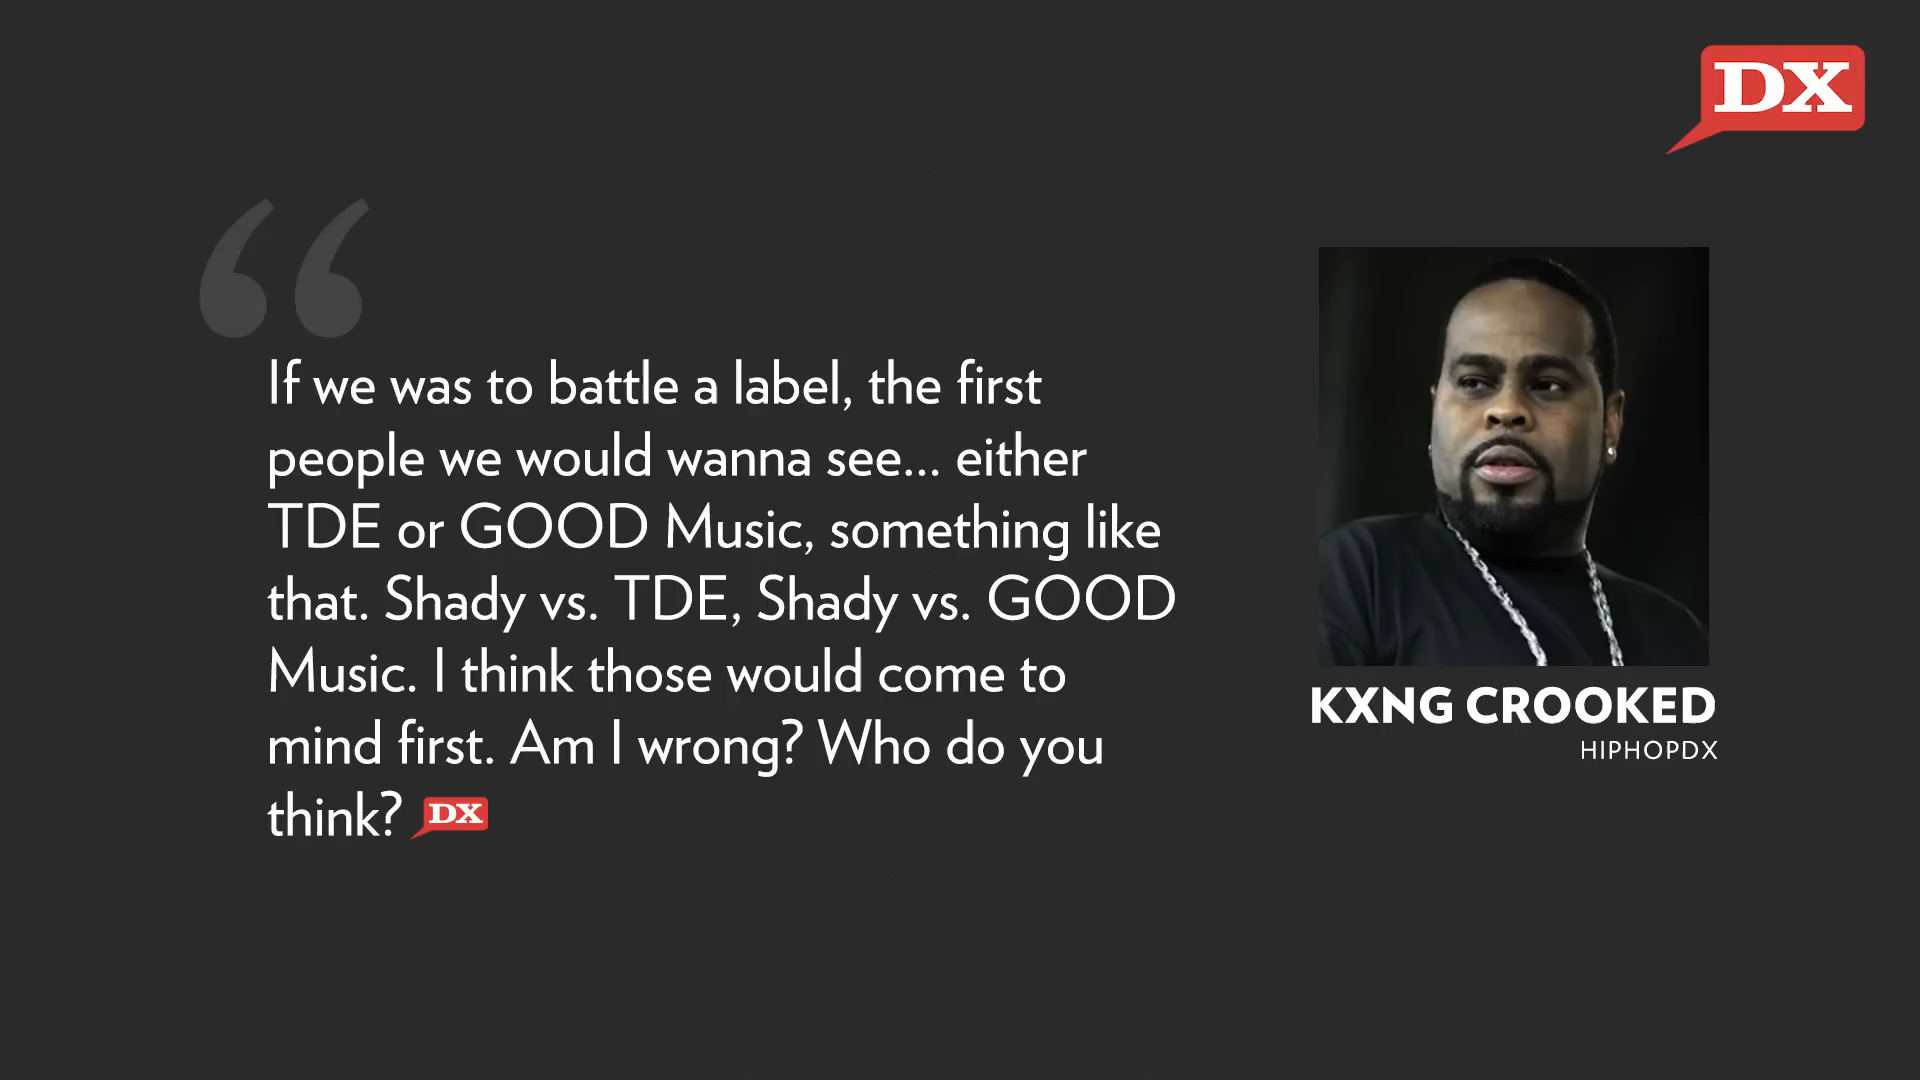 DX
If we was to battle a label, the first
people we would wanna see... either
TDE or GOOD Music, something like
that. Shady vs. TDE, Shady vs. GOOD
Music. I think those would come to
mind first. Am I wrong? Who do you
think? DX
KXNG CROOKED
HIPHOPDX